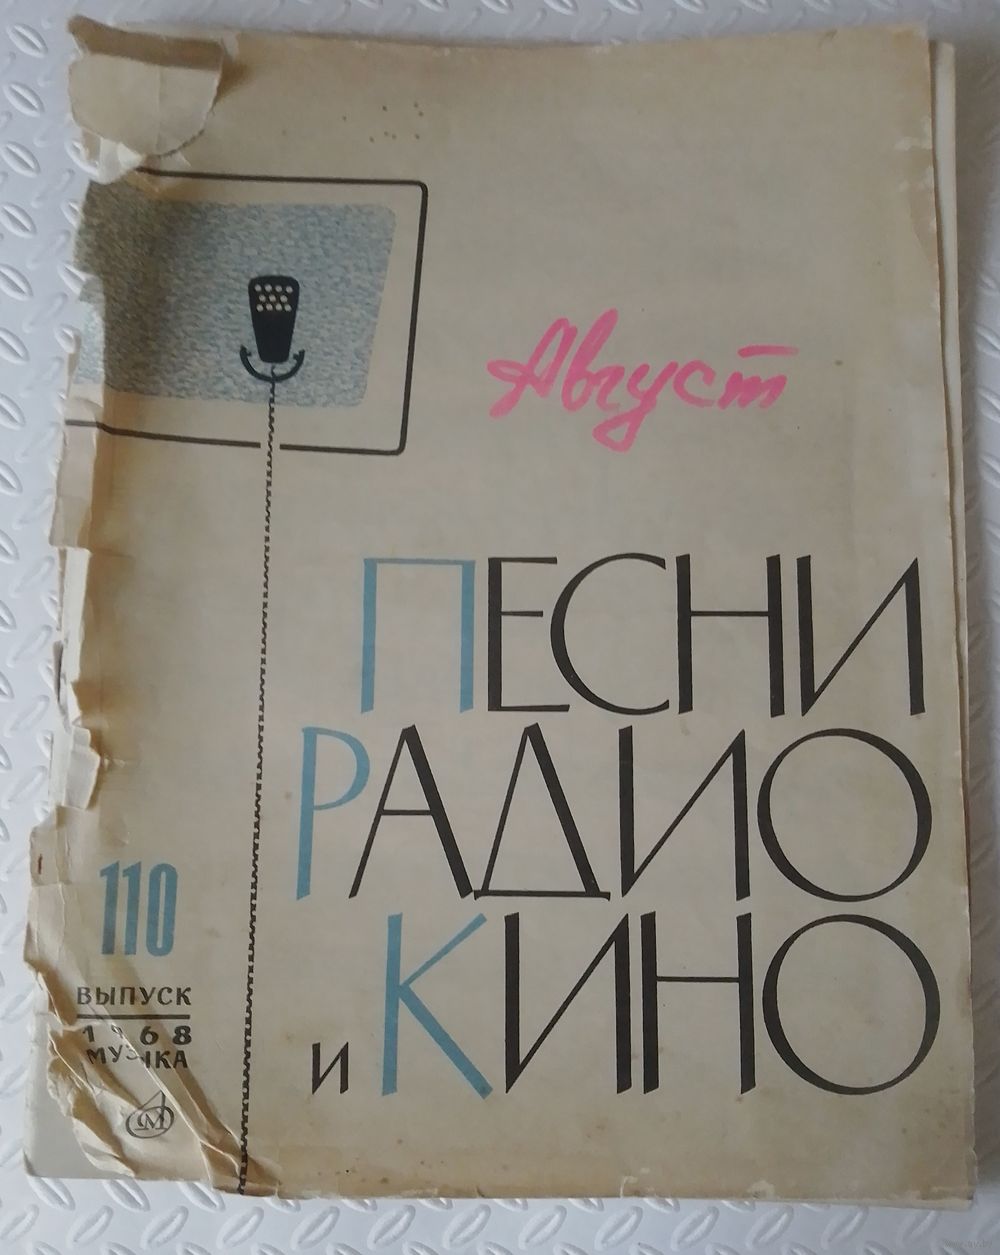 Август
ПЕСНИ
РАДИО
и КИНО
110
ВЫПУСК
1968
МУЗЫКА